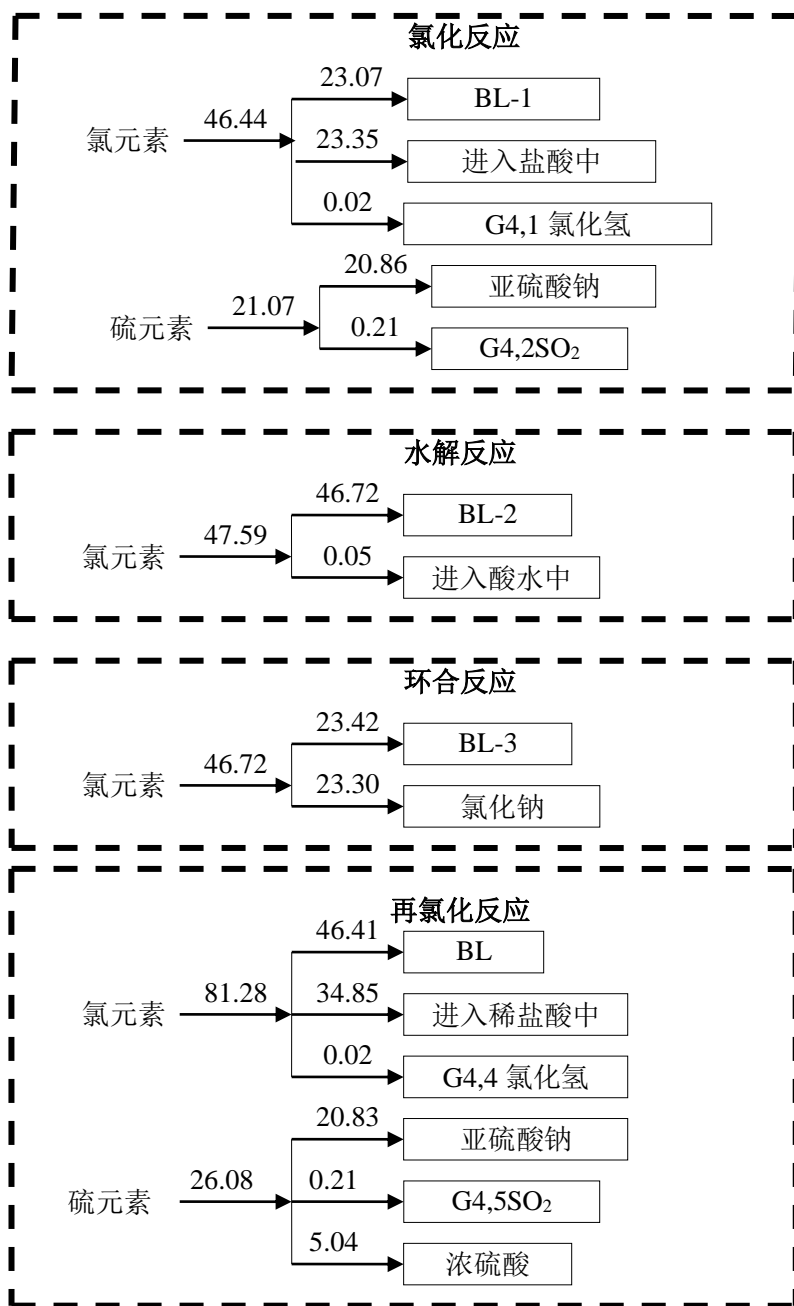 氯化反应
23.07
BL-1
46.44
氯元素
23.35
进入盐酸中
0.02
G4,1 氯化氢
20.86
亚硫酸钠
21.07
硫元素
0.21
G4,2SO₂
水解反应
46.72
BL-2
47.59
氯元素
0.05
进入酸水中
环合反应
23.42
BL-3
46.72
氯元素
23.30
氯化钠
再氯化反应
46.41
BL
81.28
氯元素
34.85
进入稀盐酸中
0.02
G4,4 氯化氢
20.83
亚硫酸钠
26.08
硫元素
0.21
G4,5SO₂
5.04
浓硫酸